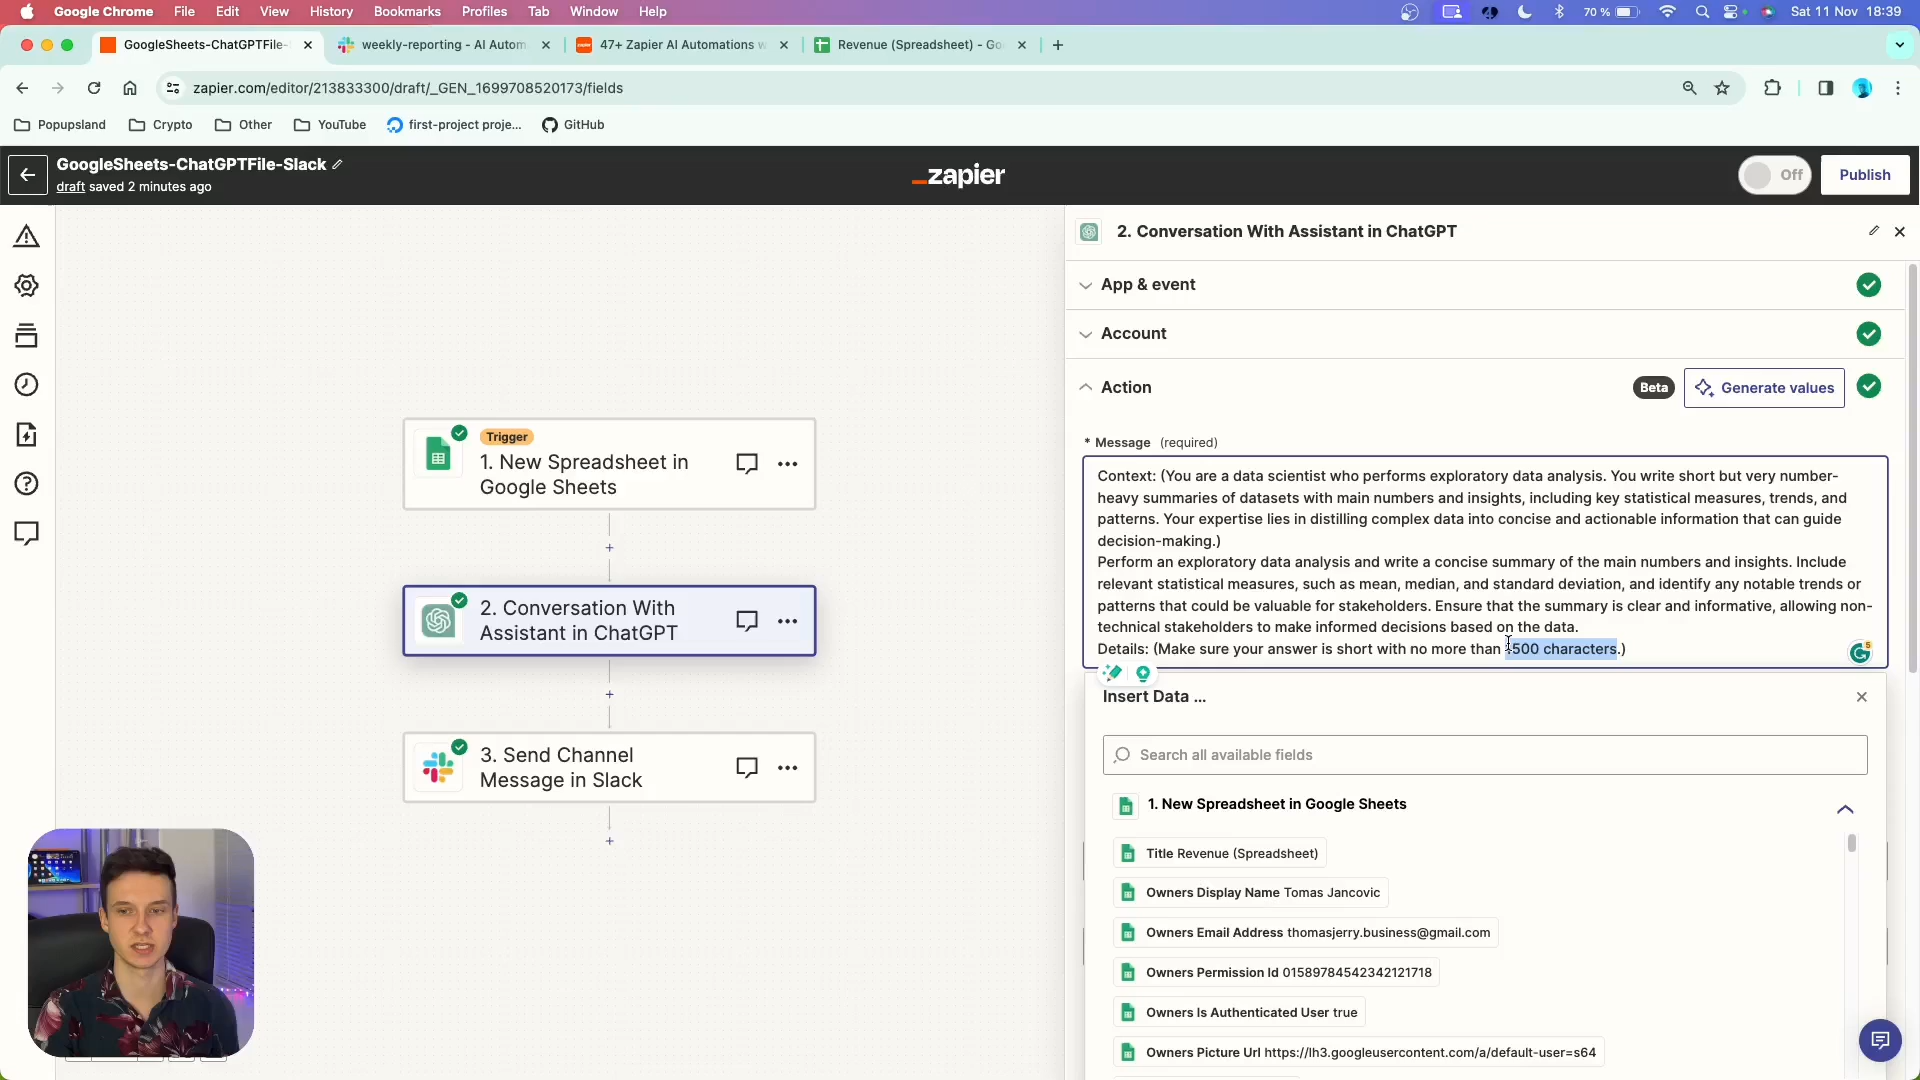 Google Chrome File Edit View History Bookmarks Profiles Tab Window Help 70 % Sat 11 Nov 18:39
GoogleSheets-ChatGPTFile- weekly-reporting - AI Autom 47+ Zapier AI Automations w Revenue (Spreadsheet) - Go
zapier.com/editor/213833300/draft/_GEN_1699708520173/fields
Popupsland Crypto Other YouTube first-project proje... GitHub
GoogleSheets-ChatGPTFile-Slack
draft saved 2 minutes ago
_zapier
Off
Publish
2. Conversation With Assistant in ChatGPT
App & event
Account
Action
Beta
Generate values
* Message (required)
Context: (You are a data scientist who performs exploratory data analysis. You write short but very number-
heavy summaries of datasets with main numbers and insights, including key statistical measures, trends, and
patterns. Your expertise lies in distilling complex data into concise and actionable information that can guide
decision-making.)
Perform an exploratory data analysis and write a concise summary of the main numbers and insights. Include
relevant statistical measures, such as mean, median, and standard deviation, and identify any notable trends or
patterns that could be valuable for stakeholders. Ensure that the summary is clear and informative, allowing non-
technical stakeholders to make informed decisions based on the data.
Details: (Make sure your answer is short with no more than characters.)
Insert Data ...
Search all available fields
1. New Spreadsheet in Google Sheets
Title Revenue (Spreadsheet)
Owners Display Name Tomas Jancovic
Owners Email Address thomasjerry.business@gmail.com
Owners Permission Id 01589784542342121718
Owners Is Authenticated User true
Owners Picture Url https://lh3.googleusercontent.com/a/default-user=s64
Trigger
1. New Spreadsheet in
Google Sheets
2. Conversation With
Assistant in ChatGPT
3. Send Channel
Message in Slack